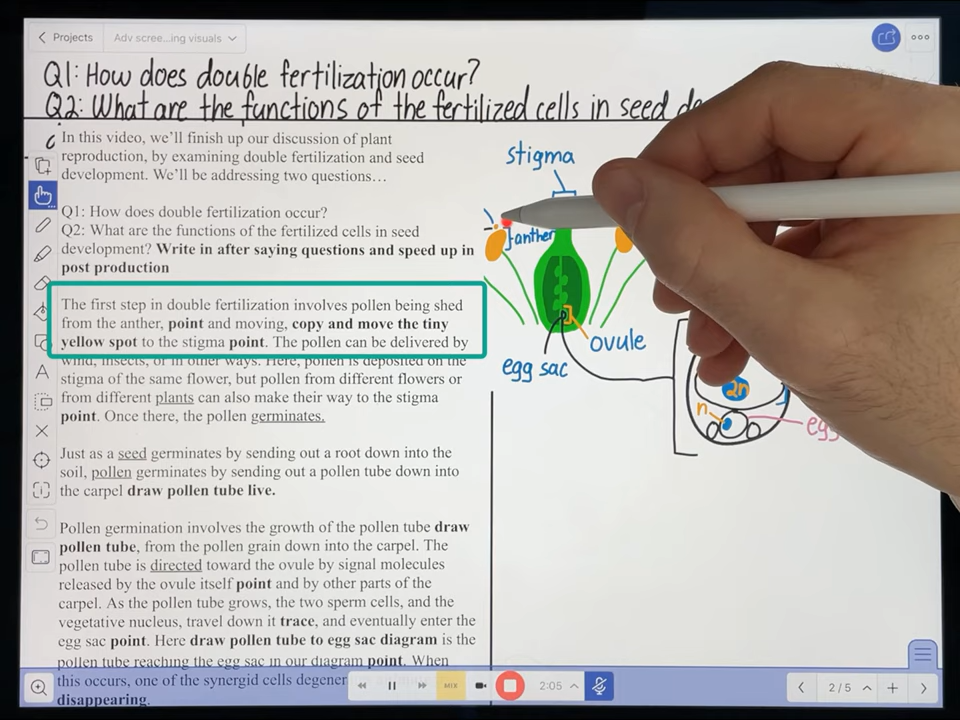 Projects
Adv scree...ing visuals
Q1: How does double fertilization occur?
Q2: What are the functions of the fertilized cells in seed
In this video, we'll finish up our discussion of plant
reproduction, by examining double fertilization and seed
development. We'll be addressing two questions…
Q1: How does double fertilization occur?
Q2: What are the functions of the fertilized cells in seed
development? Write in after saying questions and speed up in
post production
The first step in double fertilization involves pollen being shed
from the anther, point and moving, copy and move the tiny
yellow spot to the stigma point. The pollen can be delivered by
wind, insects, or in other ways. Here, pollen is deposited on the
stigma of the same flower, but pollen from different flowers or
from different plants can also make their way to the stigma
point. Once there, the pollen germinates.
Just as a seed germinates by sending out a root down into the
soil, pollen germinates by sending out a pollen tube down into
the carpel draw pollen tube live.
Pollen germination involves the growth of the pollen tube draw
pollen tube, from the pollen grain down into the carpel. The
pollen tube is directed toward the ovule by signal molecules
released by the ovule itself point and by other parts of the
carpel. As the pollen tube grows, the two sperm cells, and the
vegetative nucleus, travel down it trace, and eventually enter the
egg sac point. Here draw pollen tube to egg sac diagram is the
pollen tube reaching the egg sac in our diagram point. When
this occurs, one of the synergid cells
disappearing.
stigma
anther
ovule
egg sac
2n
n
A
MIX
2:05
2/5